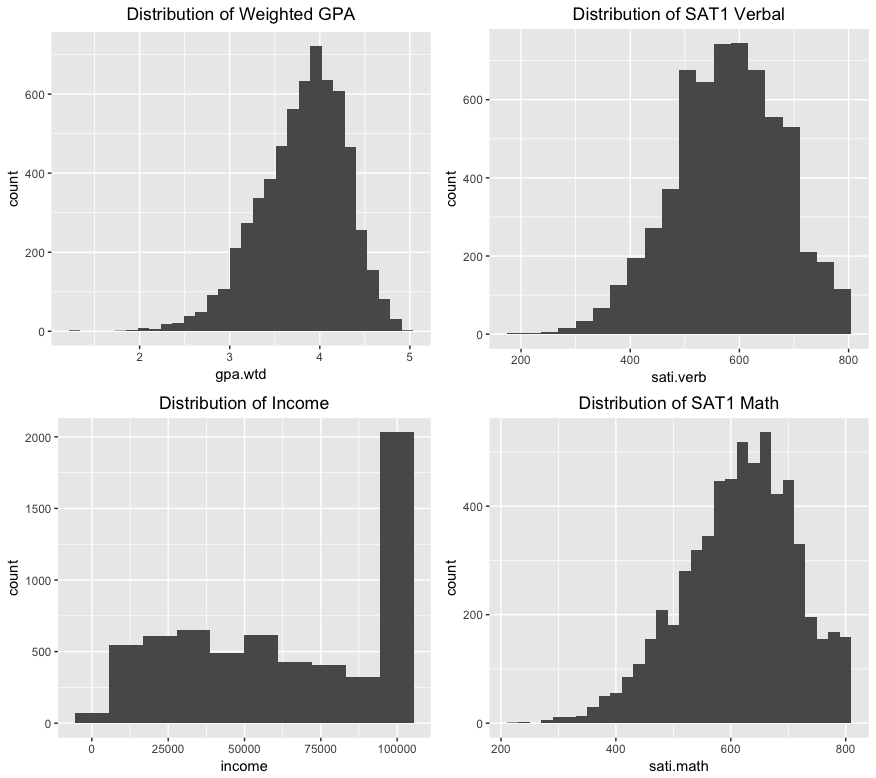 Distribution of Weighted GPA
600
400
200
0
count
2 3 4 5
gpa.wtd
Distribution of SAT1 Verbal
600
400
200
0
count
200 400 600 800
sati.verb
Distribution of Income
2000
1500
1000
500
0
count
0 25000 50000 75000 100000
income
Distribution of SAT1 Math
400
200
0
count
200 400 600 800
sati.math